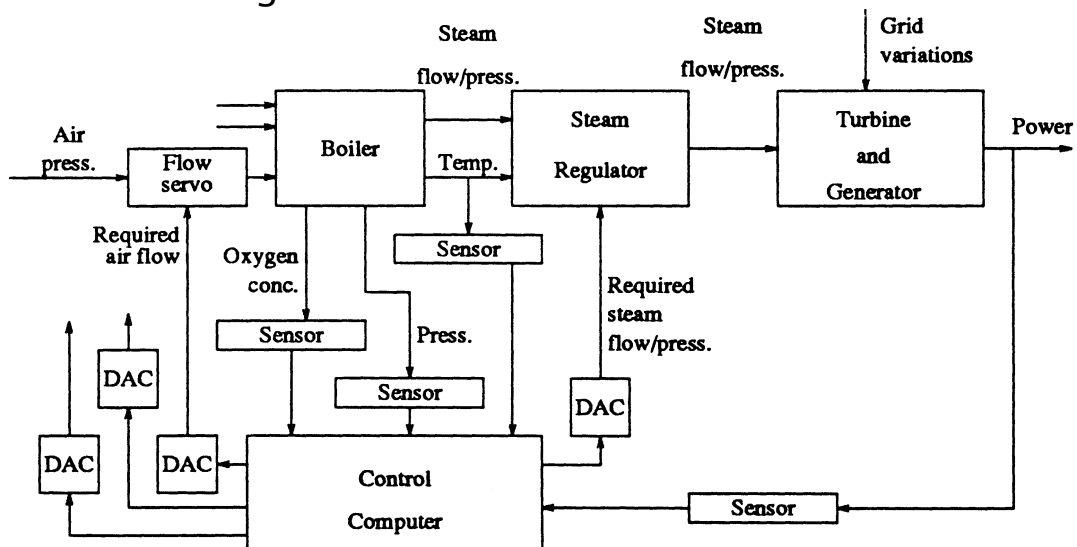 Steam
flow/press.
Steam
flow/press.
Grid
variations
Air
press.
Flow
servo
Boiler
Temp.
Steam
Regulator
Turbine
and
Generator
Power
Required
air flow
Oxygen
conc.
Sensor
Sensor
Press.
Sensor
Required
steam
flow/press.
DAC
DAC
DAC
DAC
Control
Computer
Sensor